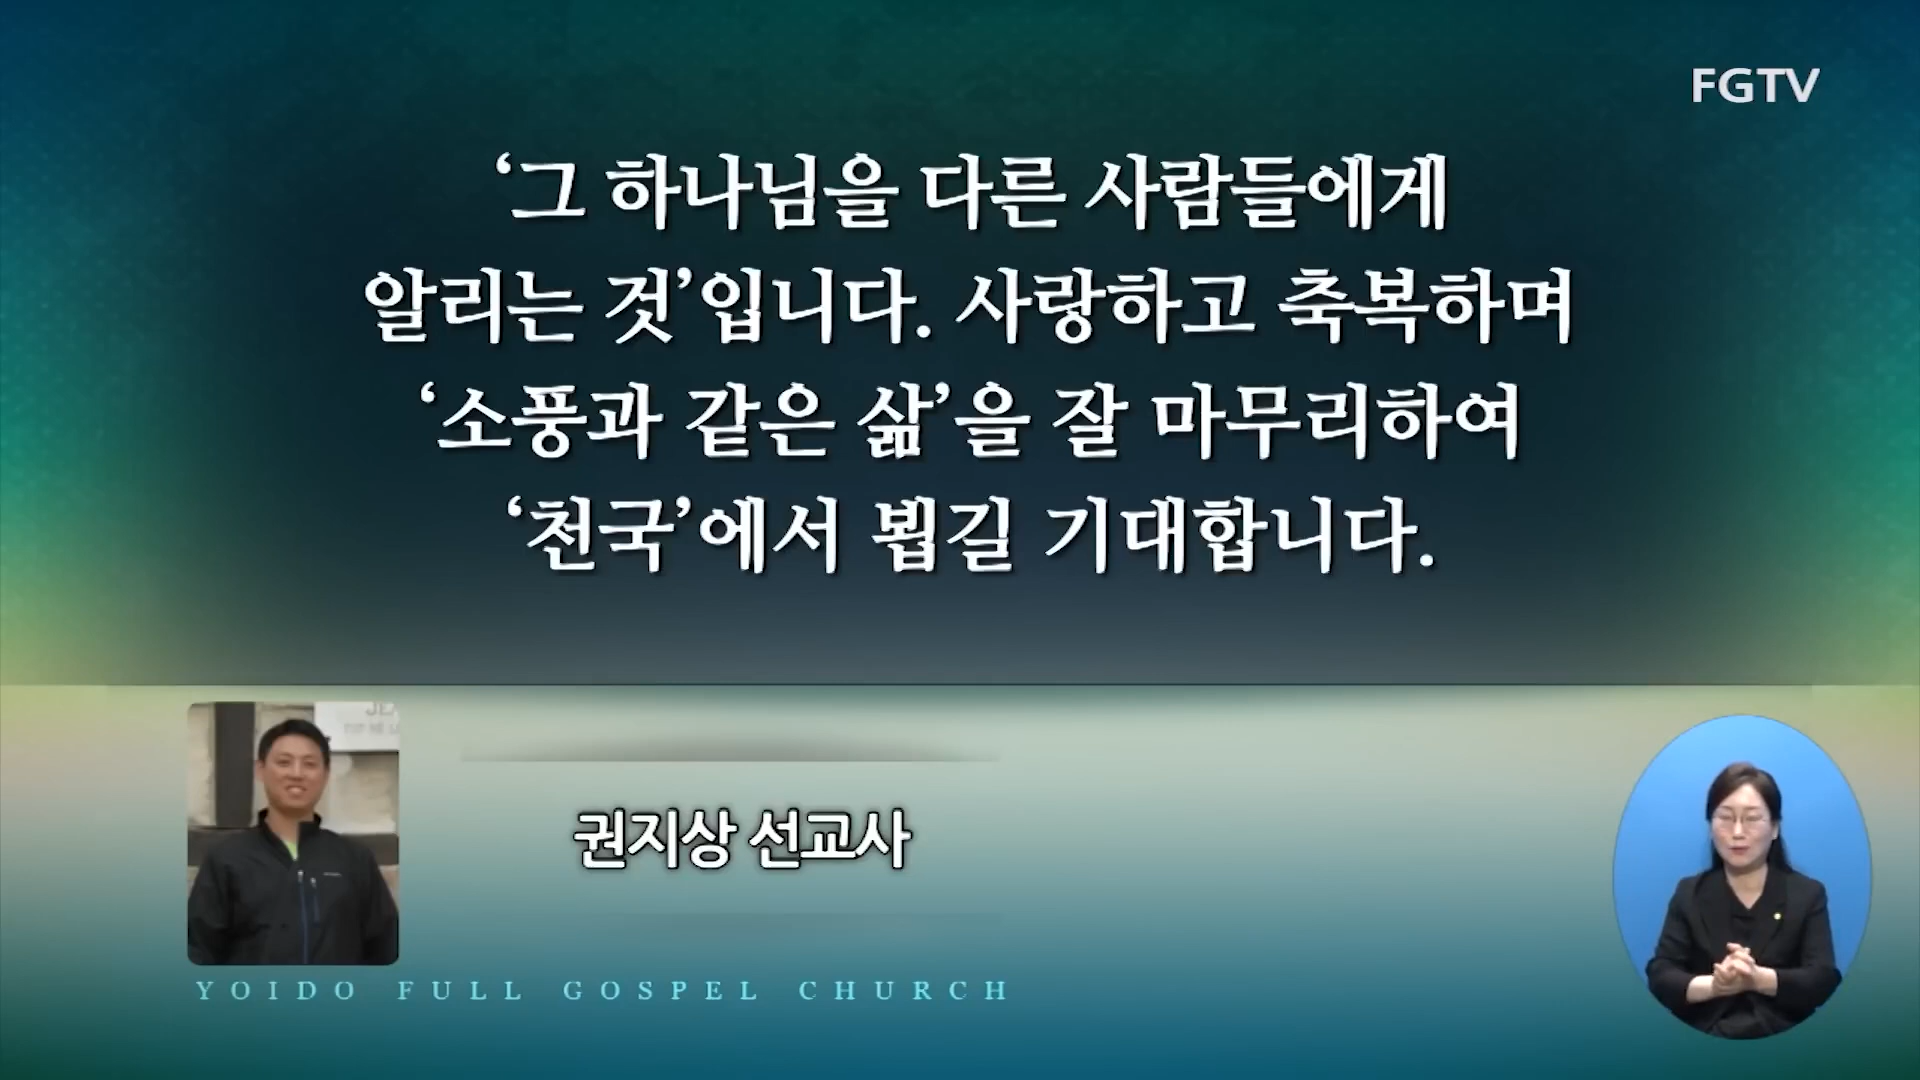 FGTV
‘그 하나님을 다른 사람들에게
알리는 것’입니다. 사랑하고 축복하며
‘소풍과 같은 삶’을 잘 마무리하여
‘천국’에서 뵙길 기대합니다.
권지상 선교사
YOIDO FULL GOSPEL CHURCH